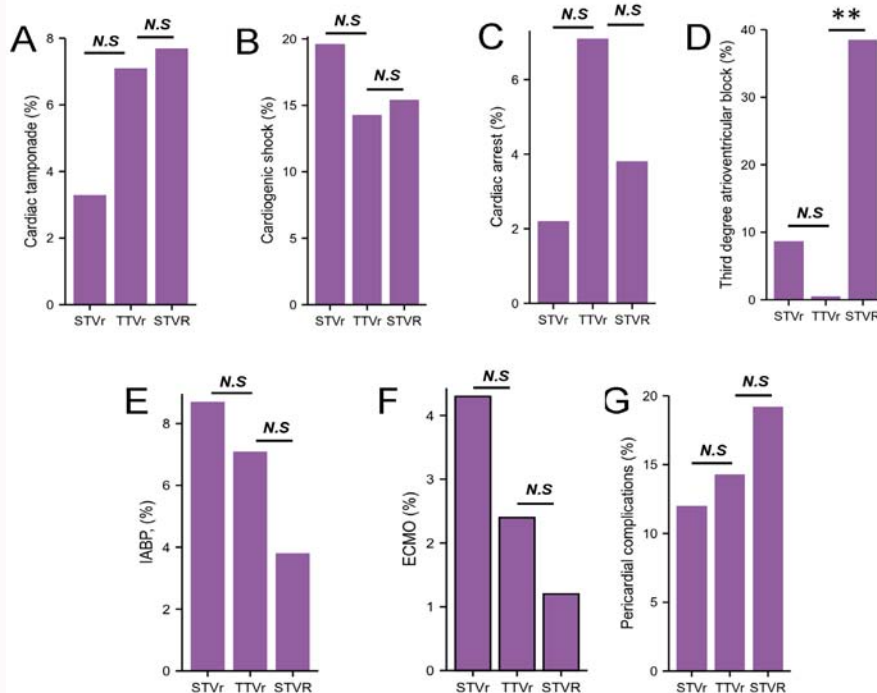 A
Cardiac tamponade (%)
8
6
4
2
0
N.S
N.S
STVr TTVr STVR
B
Cardiogenic shock (%)
20
15
10
5
0
N.S
N.S
STVr TTVr STVR
C
Cardiac arrest (%)
6
4
2
0
N.S
N.S
STVr TTVr STVR
D
Third degree atrioventricular block (%)
40
30
20
10
0
N.S
**
STVr TTVr STVR
E
IABP, (%)
8
6
4
2
0
N.S
N.S
STVr TTVr STVR
F
ECMO (%)
4
3
2
1
0
N.S
N.S
STVr TTVr STVR
G
Pericardial complications (%)
20
15
10
5
0
N.S
N.S
STVr TTVr STVR